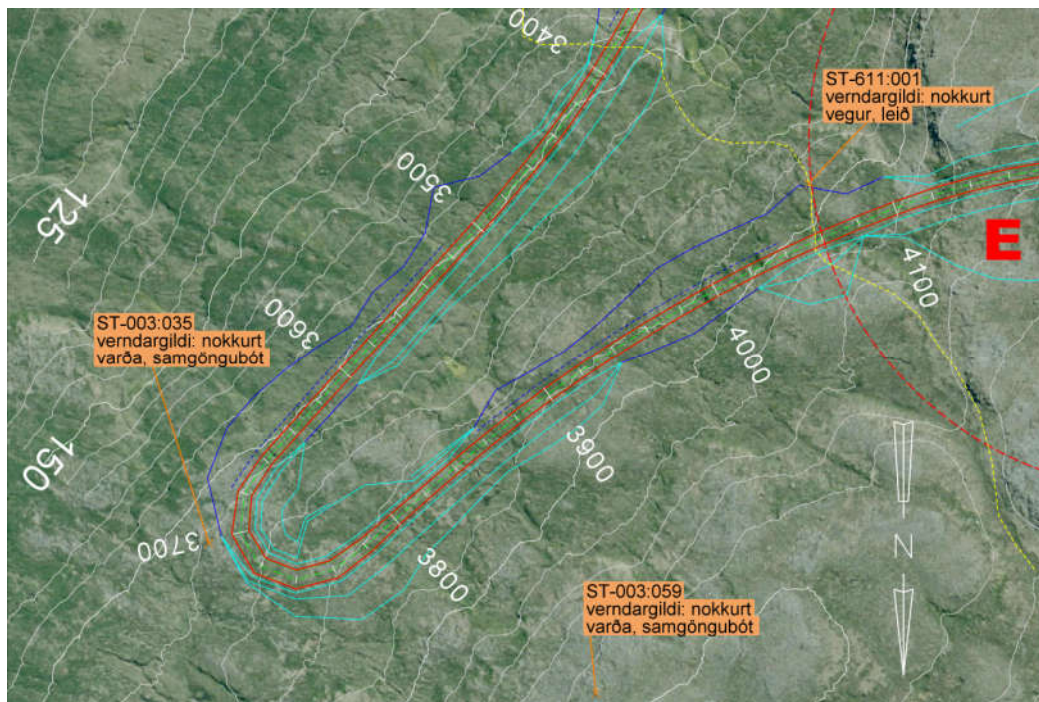 3400
ST-611:001
verndargildi: nokkurt
vegur, leið
3500
125
E
4100
3600
ST-003:035
verndargildi: nokkurt
varða, samgöngubót
4000
3900
150
N
3700
3800
ST-003:059
verndargildi: nokkurt
varða, samgöngubót